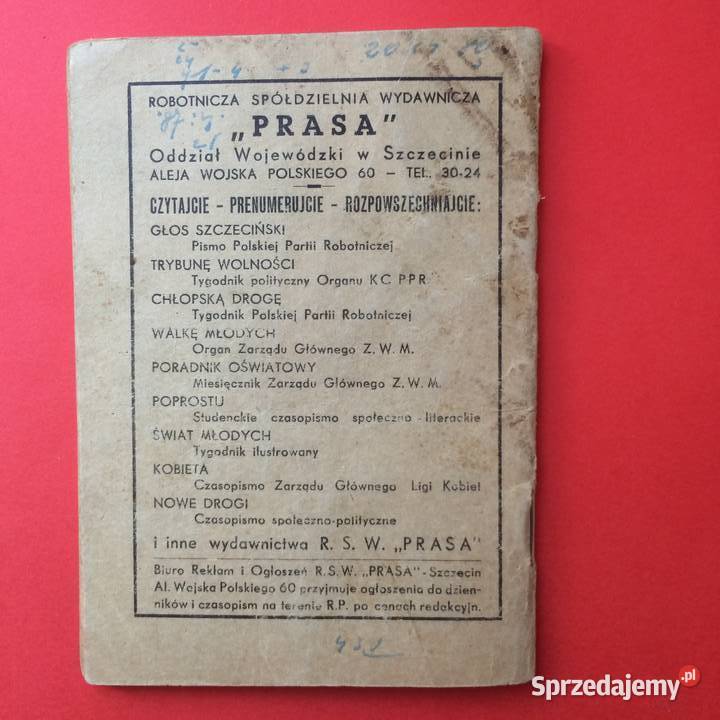 ROBOTNICZA SPÓŁDZIELNIA WYDAWNICZA
„PRASA"
Oddział Wojewódzki w Szczecinie
ALEJA WOJSKA POLSKIEGO 60 — TEL. 30-24
CZYTAJCIE - PRENUMERUJCIE - ROZPOWSZECHNIAJCIE:
GŁOS SZCZECIŃSKI
Pismo Polskiej Partii Robotniczej
TRYBUNĘ WOLNOŚCI
Tygodnik polityczny Organu KC PPR
CHŁOPSKĄ DROGĘ
Tygodnik Polskiej Partii Robotniczej
WALKĘ MŁODYCH
Organ Zarządu Głównego Z. W. M.
PORADNIK OŚWIATOWY
Miesięcznik Zarządu Głównego Z. W. M.
POPROSTU
Studenckie czasopismo społeczno - literackie
ŚWIAT MŁODYCH
Tygodnik ilustrowany
KOBIETA
Czasopismo Zarządu Głównego Ligi Kobiet
NOWE DROGI
Czasopismo społeczno-polityczne
i inne wydawnictwa R. S. W. „PRASA"
Biuro Reklam i Ogłoszeń R.S.W. „PRASA" - Szczecin
Al. Wojska Polskiego 60 przyjmuje ogłoszenia do dzien-
ników i czasopism na terenie R.P. po cenach redakcyjn.
Sprzedajemy.pl